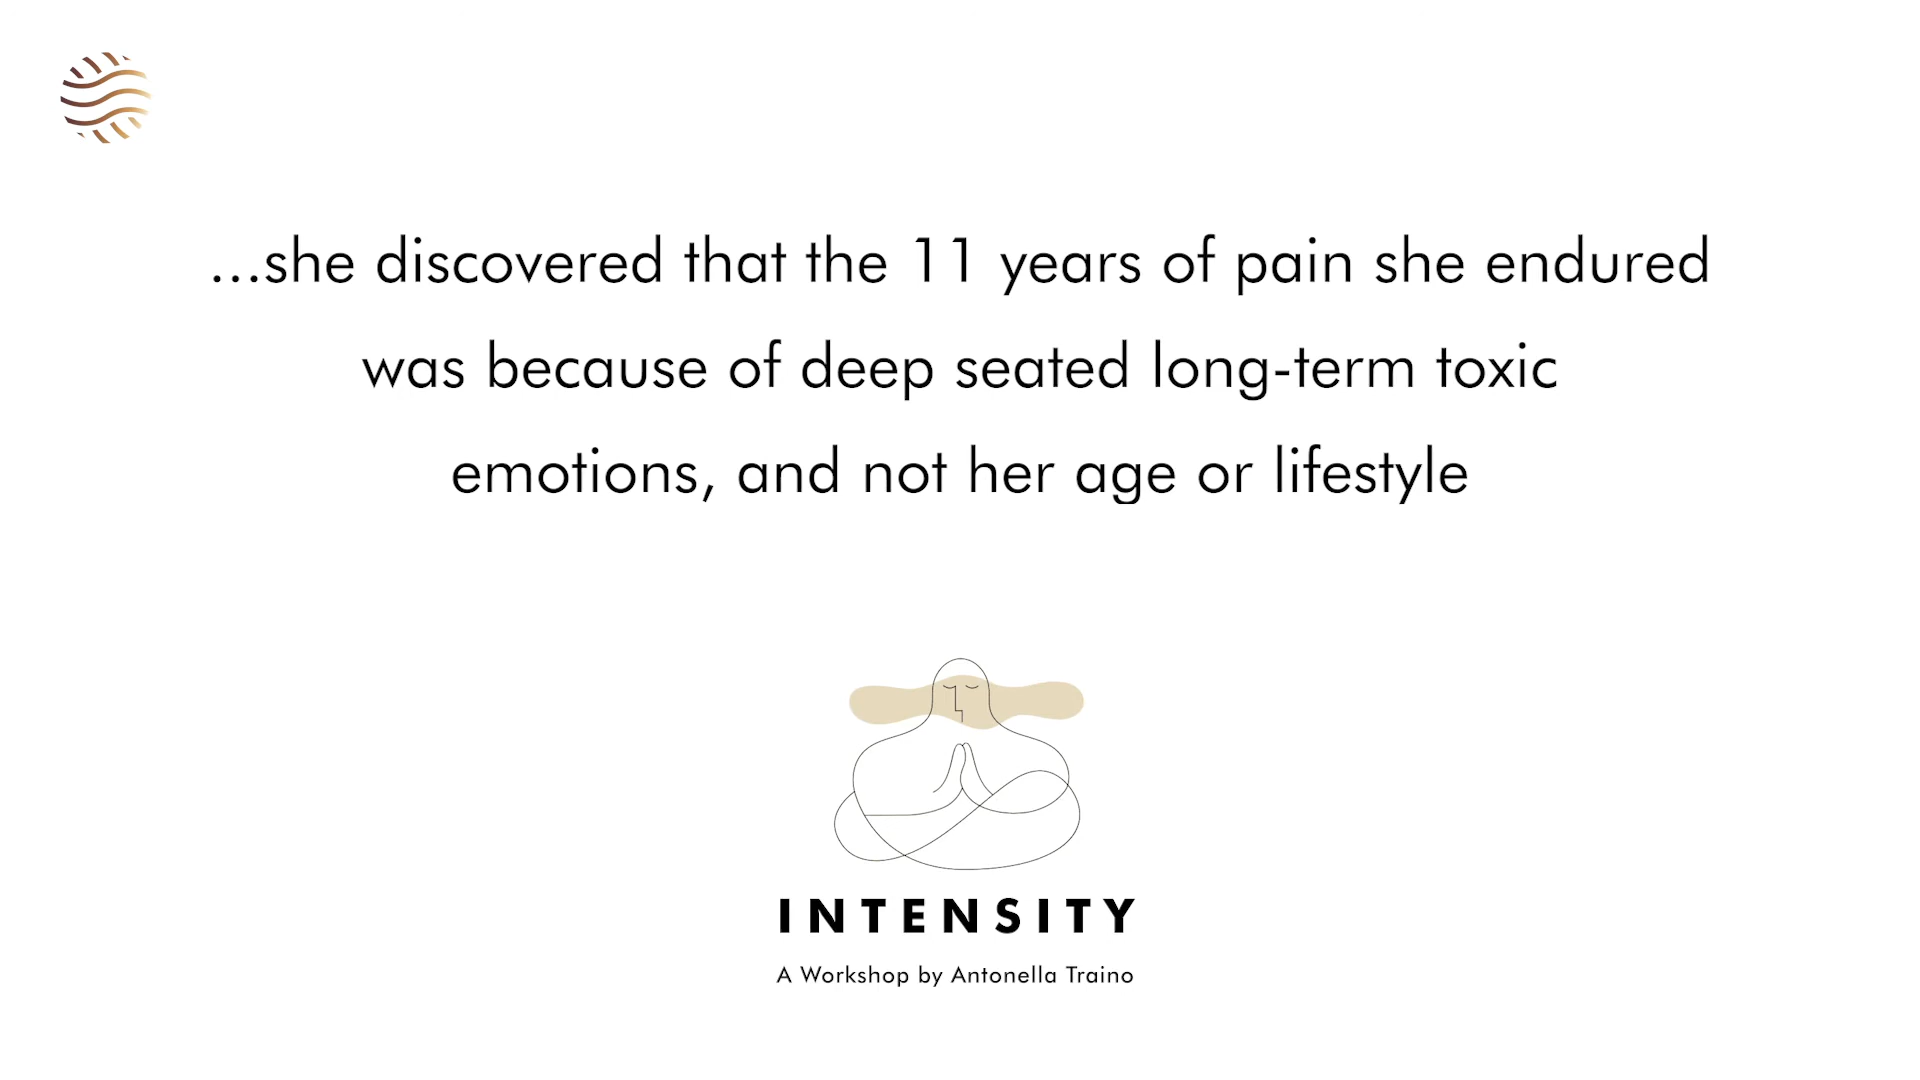 ...she discovered that the 11 years of pain she endured
was because of deep seated long-term toxic
emotions, and not her age or lifestyle
INTENSITY
A Workshop by Antonella Traino